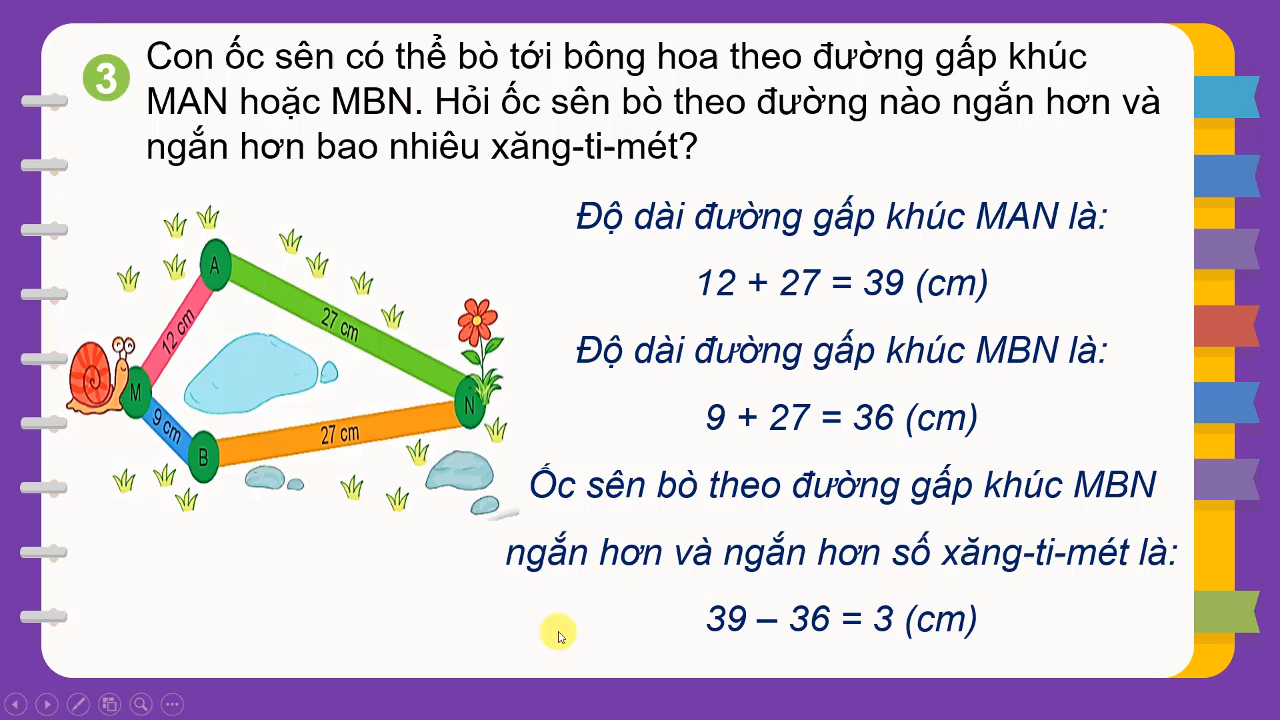 3
Con ốc sên có thể bò tới bông hoa theo đường gấp khúc
MAN hoặc MBN. Hỏi ốc sên bò theo đường nào ngắn hơn và
ngắn hơn bao nhiêu xăng-ti-mét?
A
12 cm
27 cm
M
N
9 cm
B
27 cm
Độ dài đường gấp khúc MAN là:
12 + 27 = 39 (cm)
Độ dài đường gấp khúc MBN là:
9 + 27 = 36 (cm)
Ốc sên bò theo đường gấp khúc MBN
ngắn hơn và ngắn hơn số xăng-ti-mét là:
39 – 36 = 3 (cm)